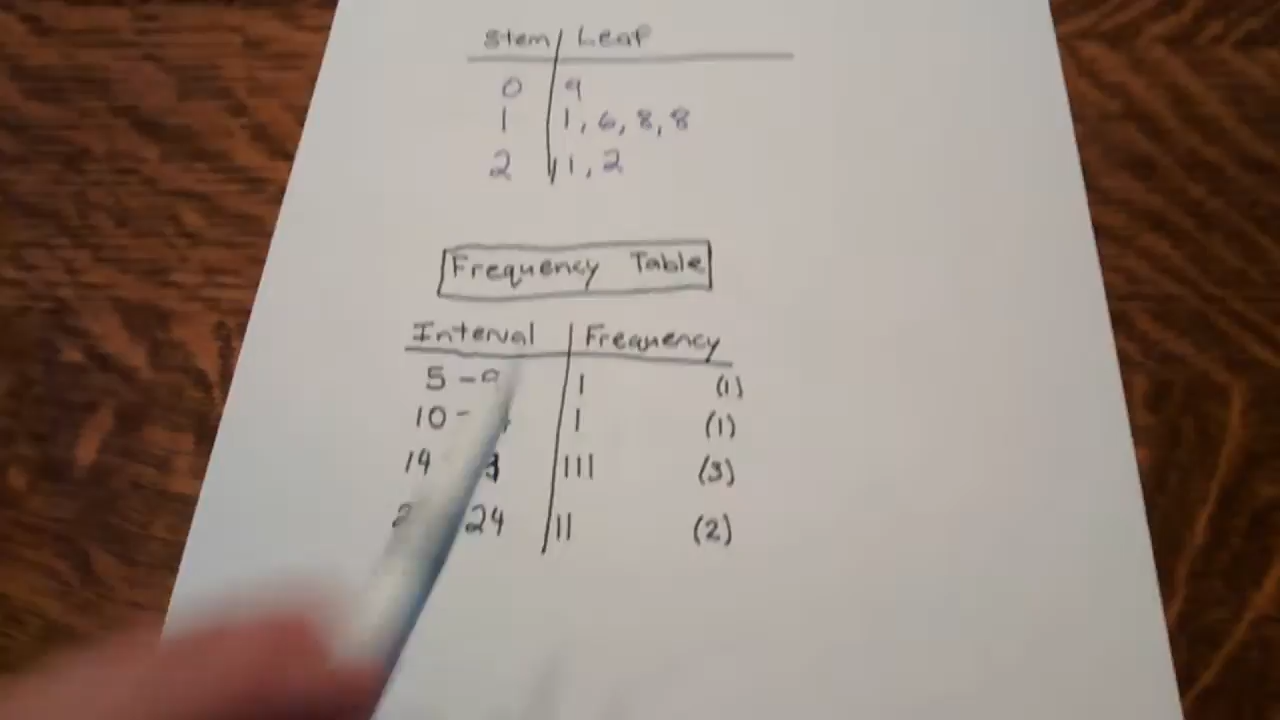 Stem Leaf
0 9
1 1, 6, 8, 8
2 1, 2
Frequency Table
Interval Frequency
5 - 9 1 (1)
10 - 1 (1)
14 111 (3)
24 11 (2)